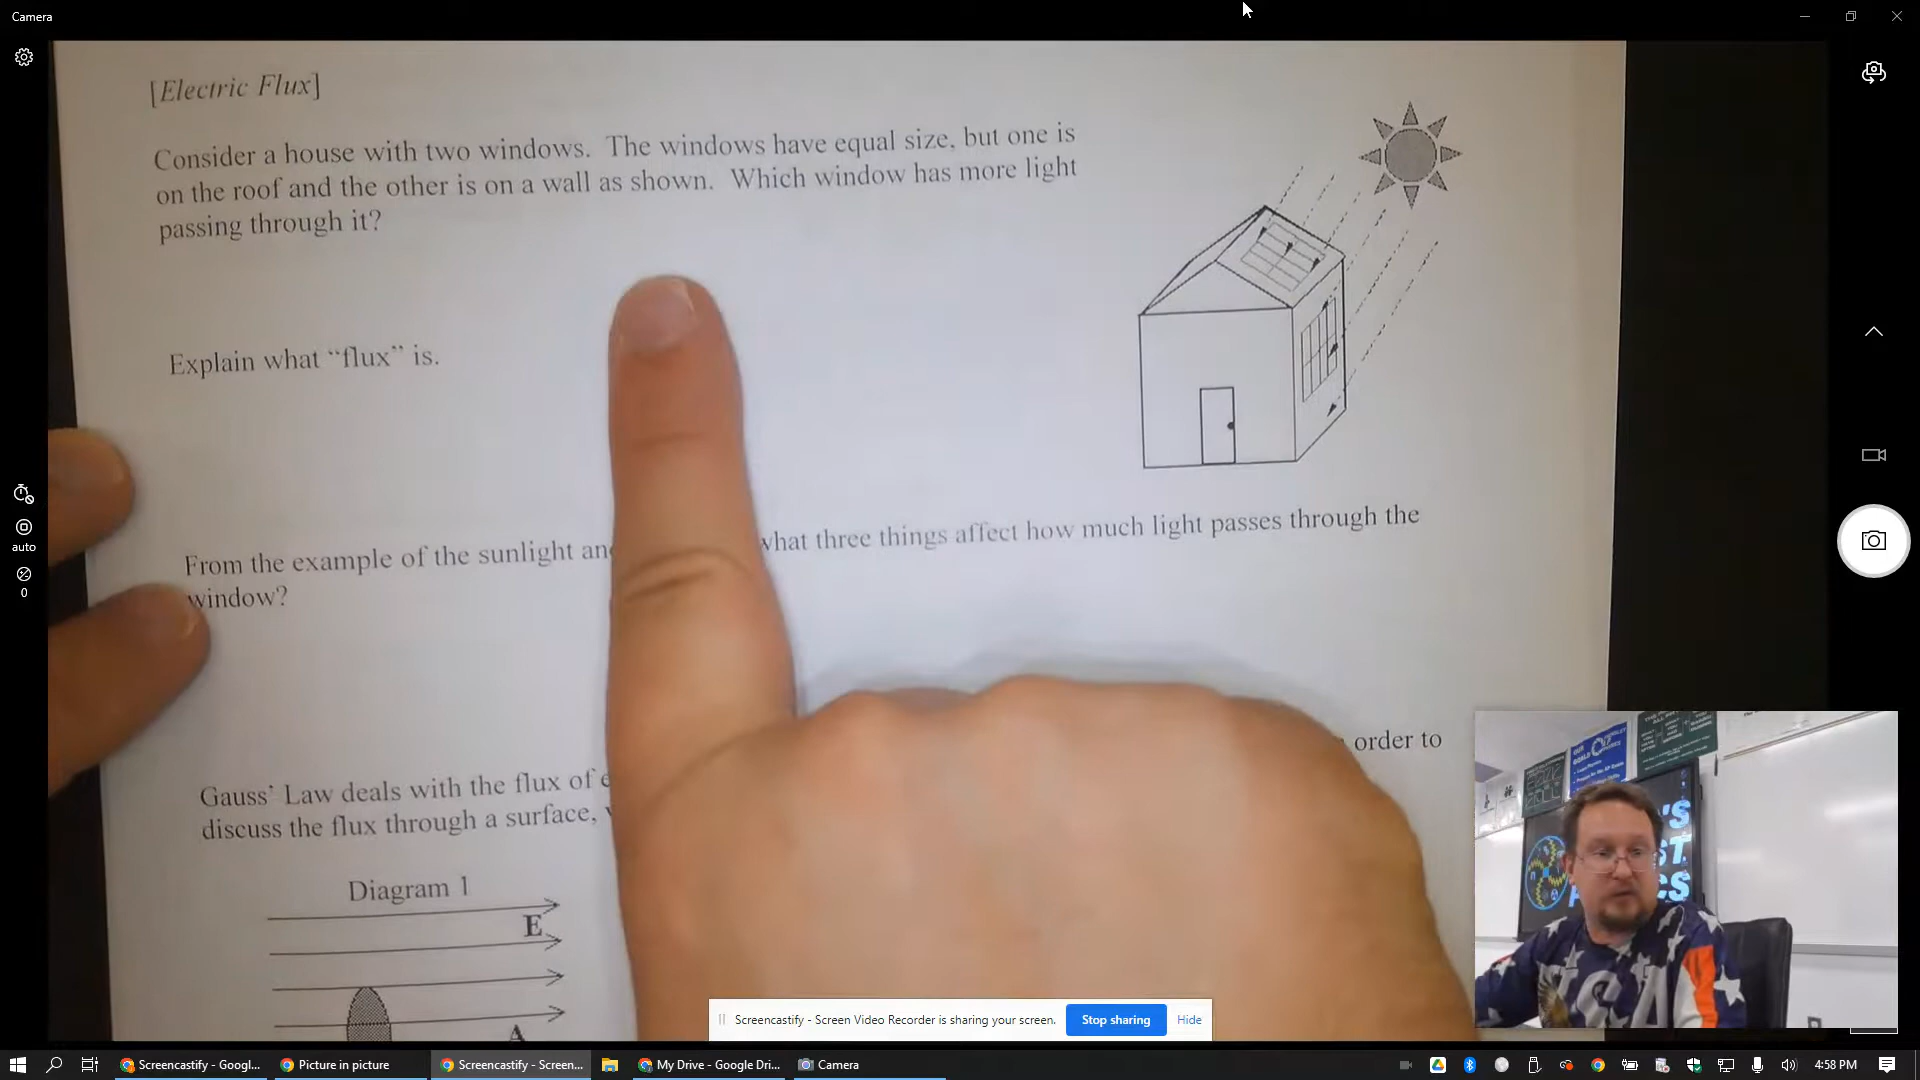 Camera
[Electric Flux]
Consider a house with two windows. The windows have equal size, but one is
on the roof and the other is on a wall as shown. Which window has more light
passing through it?
Explain what “flux” is.
From the example of the sunlight and what three things affect how much light passes through the
window?
Gauss’ Law deals with the flux of order to
discuss the flux through a surface,
Diagram 1
E
A
auto
0
Screencastify - Screen Video Recorder is sharing your screen.
Stop sharing
Hide
Screencastify - Googl...
Picture in picture
Screencastify - Screen...
My Drive - Google Dri...
Camera
4:58 PM